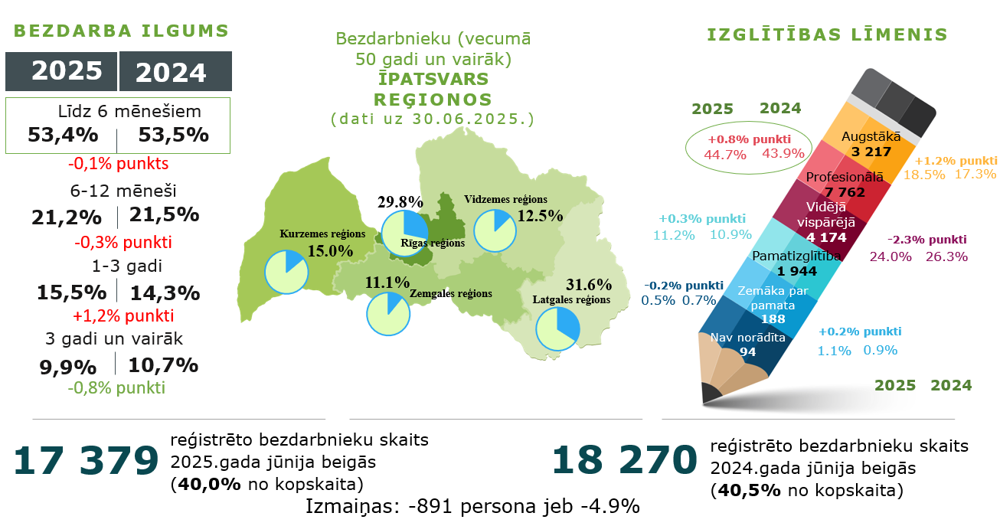 BEZDARBA ILGUMS
2025 2024
Līdz 6 mēnešiem
53,4% 53,5%
-0,1% punkts
6-12 mēneši
21,2% 21,5%
-0,3% punkti
1-3 gadi
15,5% 14,3%
+1,2% punkti
3 gadi un vairāk
9,9% 10,7%
-0,8% punkti
Bezdarbnieku (vecumā
50 gadi un vairāk)
ĪPATSVARS
REĢIONOS
(dati uz 30.06.2025.)
29.8%
Rīgas reģions
Vidzemes reģions
12.5%
Kurzemes reģions
15.0%
11.1%
Zemgales reģions
31.6%
Latgales reģions
IZGLĪTĪBAS LĪMENIS
2025 2024
Augstākā
3 217
+1.2% punkti
18.5% 17.3%
+0.8% punkti
44.7% 43.9%
Profesionālā
7 762
Vidējā
vispārējā
4 174
-2.3% punkti
24.0% 26.3%
+0.3% punkti
11.2% 10.9%
Pamatizglītība
1 944
Zemāka par
pamata
188
+0.2% punkti
1.1% 0.9%
-0.2% punkti
0.5% 0.7%
Nav norādīta
94
2025 2024
17 379
reģistrēto bezdarbnieku skaits
2025.gada jūnija beigās
(40,0% no kopskaita)
18 270
reģistrēto bezdarbnieku skaits
2024.gada jūnija beigās
(40,5% no kopskaita)
Izmaiņas: -891 persona jeb -4.9%